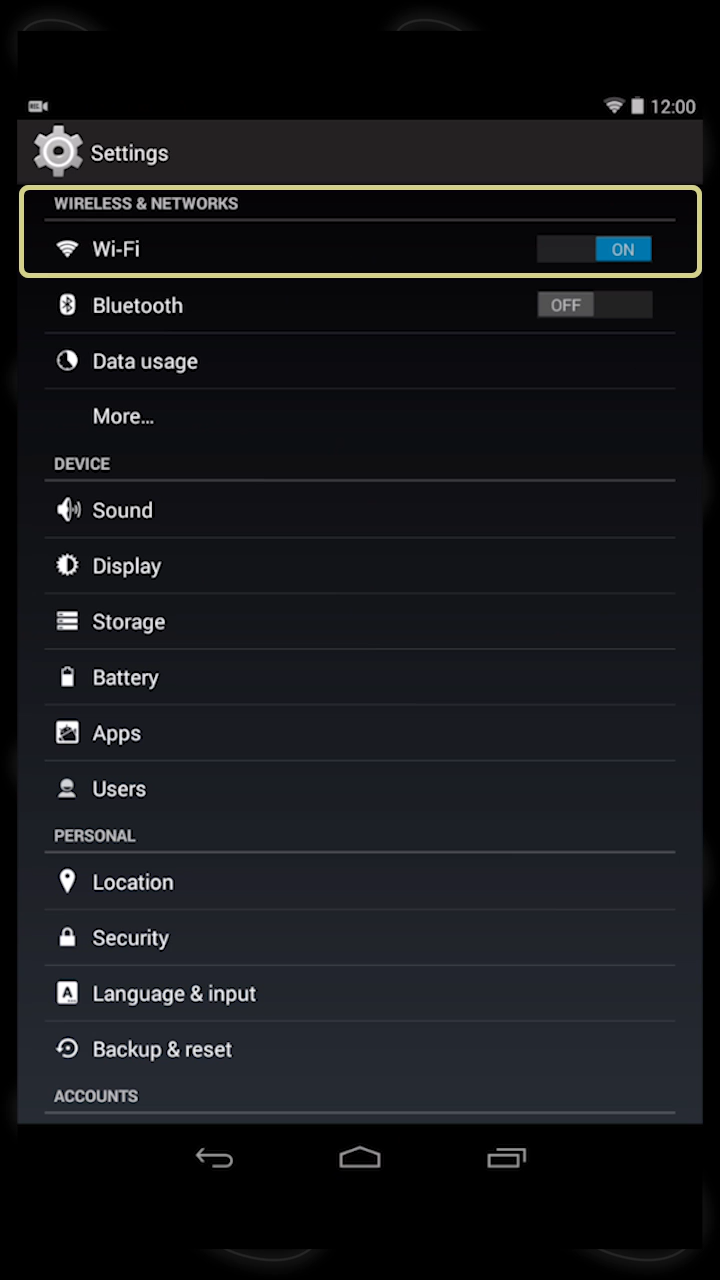 12:00
Settings
WIRELESS & NETWORKS
Wi-Fi ON
Bluetooth OFF
Data usage
More...
DEVICE
Sound
Display
Storage
Battery
Apps
Users
PERSONAL
Location
Security
Language & input
Backup & reset
ACCOUNTS